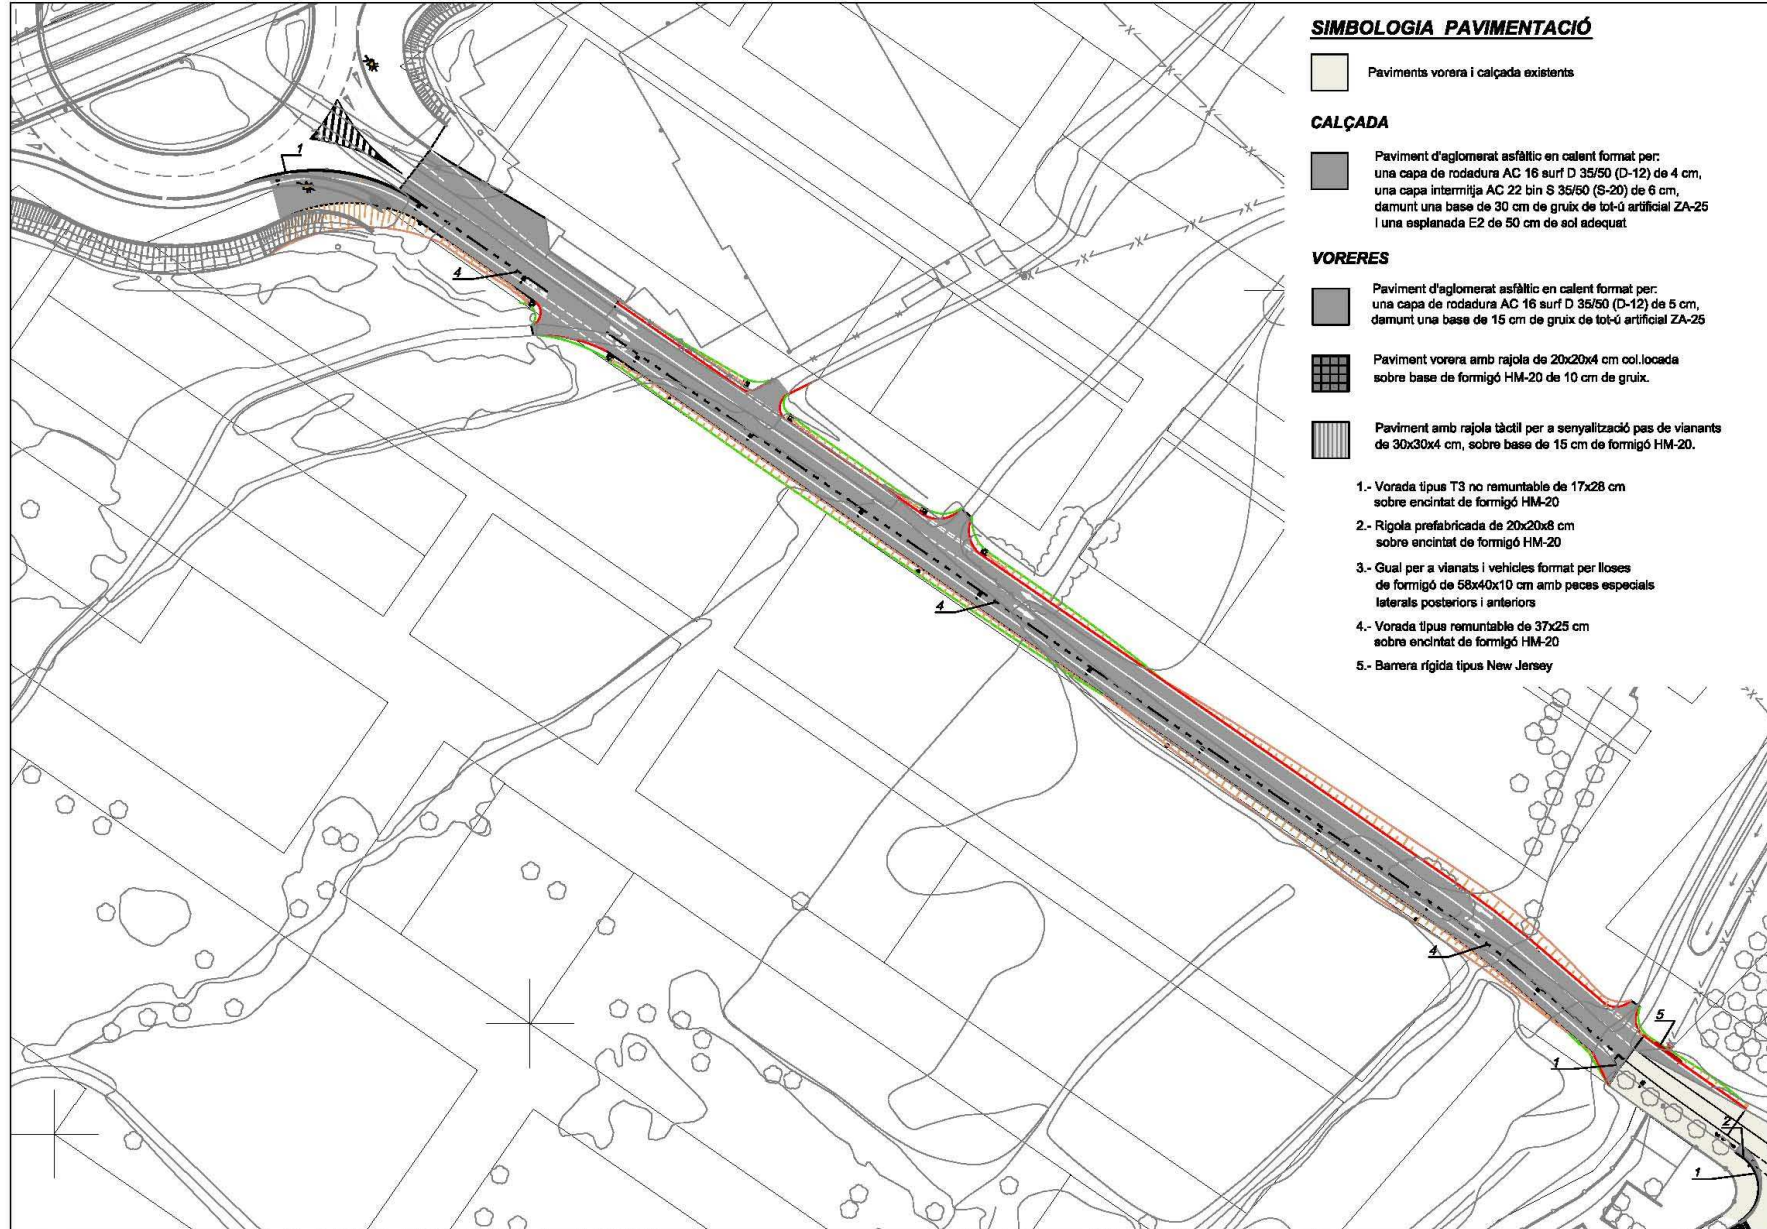 SIMBOLOGIA PAVIMENTACIÓ
Paviments vorera i calçada existents
CALÇADA
Paviment d'aglomerat asfàltic en calent format per:
una capa de rodadura AC 16 surf D 35/50 (D-12) de 4 cm,
una capa intermitja AC 22 bin S 35/50 (S-20) de 6 cm,
damunt una base de 30 cm de gruix de tot-ú artificial ZA-25
i una esplanada E2 de 50 cm de sol adequat
VORERES
Paviment d'aglomerat asfàltic en calent format per:
una capa de rodadura AC 16 surf D 35/50 (D-12) de 5 cm,
damunt una base de 15 cm de gruix de tot-ú artificial ZA-25
Paviment vorera amb rajola de 20x20x4 cm col.locada
sobre base de formigó HM-20 de 10 cm de gruix.
Paviment amb rajola tàctil per a senyalització pas de vianants
de 30x30x4 cm, sobre base de 15 cm de formigó HM-20.
1.- Vorada tipus T3 no remuntable de 17x28 cm
sobre encintat de formigó HM-20
2.- Rigola prefabricada de 20x20x8 cm
sobre encintat de formigó HM-20
3.- Gual per a vianats i vehicles format per lloses
de formigó de 58x40x10 cm amb peces especials
laterals posteriors i anteriors
4.- Vorada tipus remuntable de 37x25 cm
sobre encintat de formigó HM-20
5.- Barrera rígida tipus New Jersey
1
4
4
4
5
1
2
1